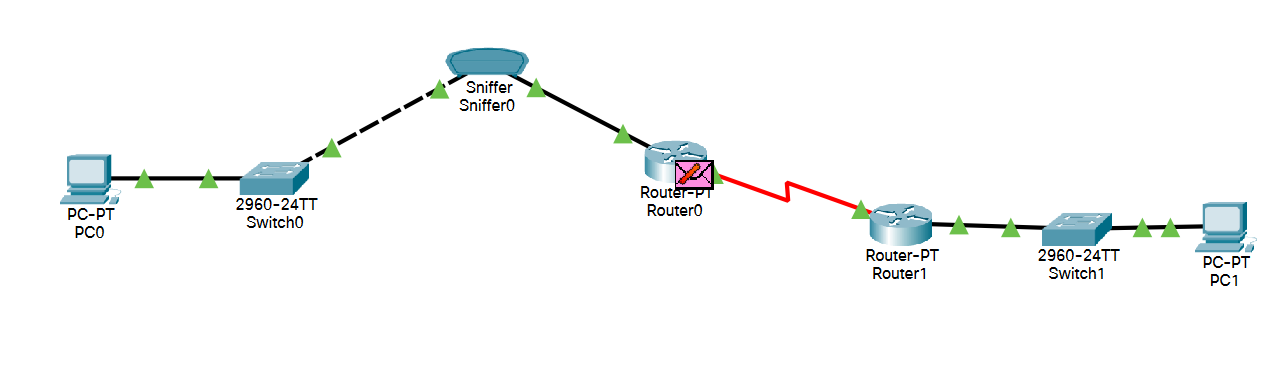 Sniffer
Sniffer0
PC-PT
PC0
2960-24TT
Switch0
Router-PT
Router0
Router-PT
Router1
2960-24TT
Switch1
PC-PT
PC1